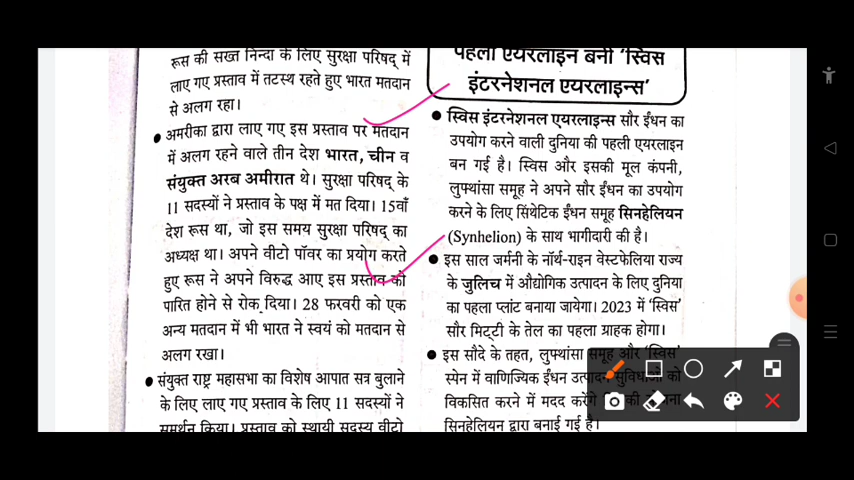 रूस की सख्त निन्दा के लिए सुरक्षा परिषद् में
लाए गए प्रस्ताव में तटस्थ रहते हुए भारत मतदान
से अलग रहा।
● अमरीका द्वारा लाए गए इस प्रस्ताव पर मतदान
में अलग रहने वाले तीन देश भारत, चीन व
संयुक्त अरब अमीरात थे। सुरक्षा परिषद् के
11 सदस्यों ने प्रस्ताव के पक्ष में मत दिया। 15वाँ
देश रूस था, जो इस समय सुरक्षा परिषद् का
अध्यक्ष था। अपने वीटो पॉवर का प्रयोग करते
हुए रूस ने अपने विरुद्ध आए इस प्रस्ताव को
पारित होने से रोक दिया। 28 फरवरी को एक
अन्य मतदान में भी भारत ने स्वयं को मतदान से
अलग रखा।
● संयुक्त राष्ट्र महासभा का विशेष आपात सत्र बुलाने
के लिए लाए गए प्रस्ताव के लिए 11 सदस्यों ने
समर्थन किया। प्रस्ताव को स्थायी सदस्य वीटो
पहली एयरलाइन बनी ‘स्विस
इंटरनेशनल एयरलाइन्स’
● स्विस इंटरनेशनल एयरलाइन्स सौर ईंधन का
उपयोग करने वाली दुनिया की पहली एयरलाइन
बन गई है। स्विस और इसकी मूल कंपनी,
लुफ्थांसा समूह ने अपने सौर ईंधन का उपयोग
करने के लिए सिंथेटिक ईंधन समूह सिनहेलियन
(Synhelion) के साथ भागीदारी की है।
● इस साल जर्मनी के नॉर्थ-राइन वेस्टफेलिया राज्य
के जुलिच में औद्योगिक उत्पादन के लिए दुनिया
का पहला प्लांट बनाया जायेगा। 2023 में ‘स्विस’
सौर मिट्टी के तेल का पहला ग्राहक होगा।
● इस सौदे के तहत, लुफ्थांसा समूह और ‘स्विस’
स्पेन में वाणिज्यिक ईंधन उत्पादन सुविधाओं को
विकसित करने में मदद करेंगे
सिनहेलियन द्वारा बनाई गई है।